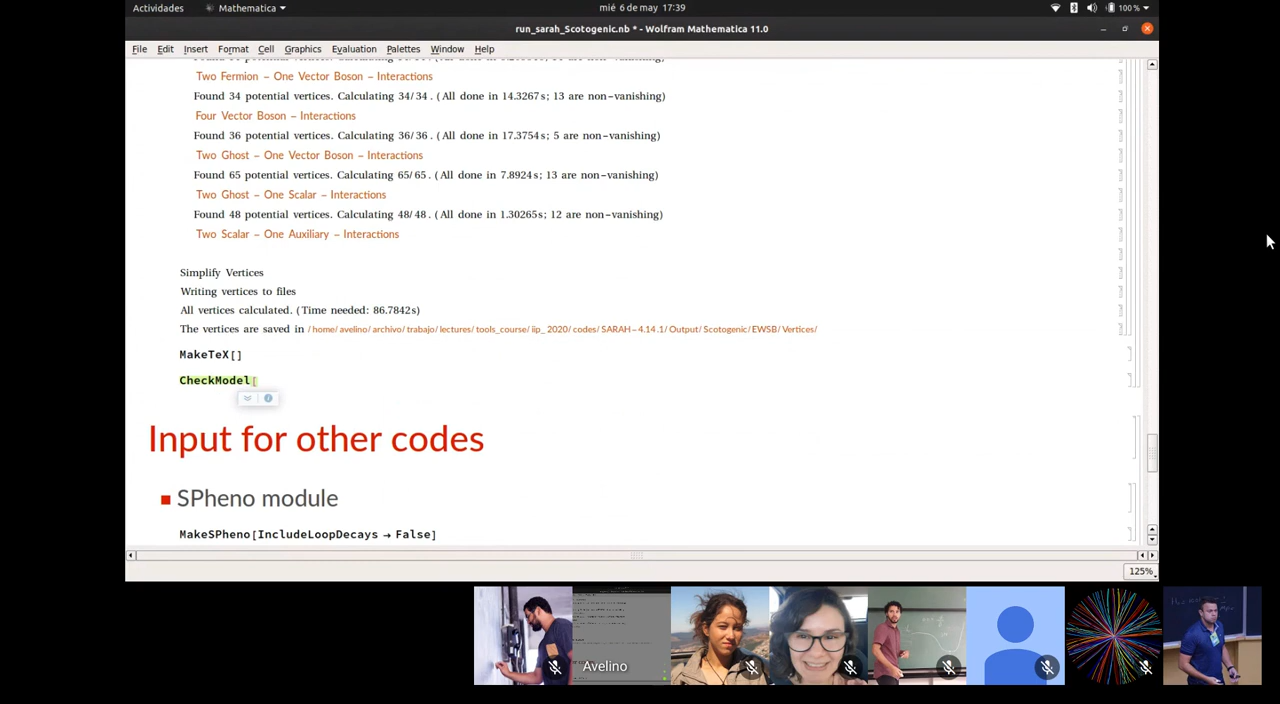 Actividades Mathematica mié 6 de may 17:39 100 %
run_sarah_Scotogenic.nb * - Wolfram Mathematica 11.0
File Edit Insert Format Cell Graphics Evaluation Palettes Window Help
Two Fermion - One Vector Boson - Interactions
Found 34 potential vertices. Calculating 34/34. (All done in 14.3267s; 13 are non-vanishing)
Four Vector Boson - Interactions
Found 36 potential vertices. Calculating 36/36. (All done in 17.3754s; 5 are non-vanishing)
Two Ghost - One Vector Boson - Interactions
Found 65 potential vertices. Calculating 65/65. (All done in 7.8924s; 13 are non-vanishing)
Two Ghost - One Scalar - Interactions
Found 48 potential vertices. Calculating 48/48. (All done in 1.30265s; 12 are non-vanishing)
Two Scalar - One Auxiliary - Interactions
Simplify Vertices
Writing vertices to files
All vertices calculated. (Time needed: 86.7842s)
The vertices are saved in /home/avelino/archivo/trabajo/lectures/tools_course/iip_2020/codes/SARAH-4.14.1/Output/Scotogenic/EWSB/Vertices/
MakeTeX[]
CheckModel[
Input for other codes
SPheno module
MakeSPheno[IncludeLoopDecays → False]
125%
Avelino